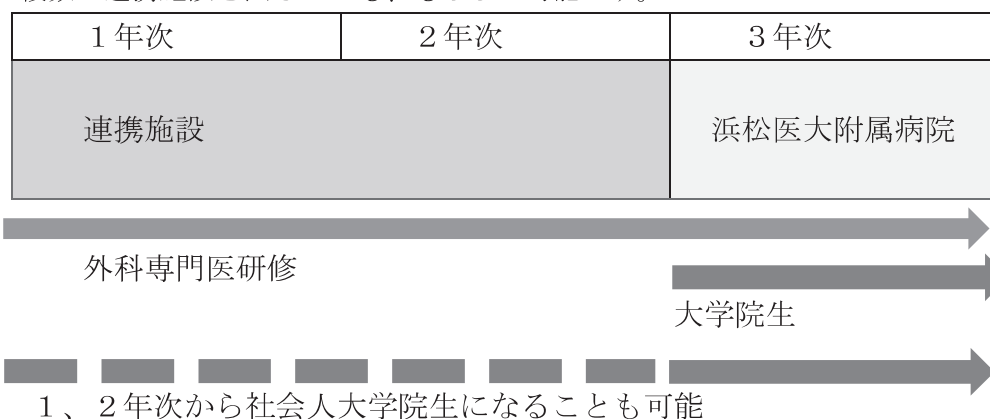 １年次 ２年次 ３年次
連携施設 浜松医大附属病院
外科専門医研修
大学院生
１、２年次から社会人大学院生になることも可能